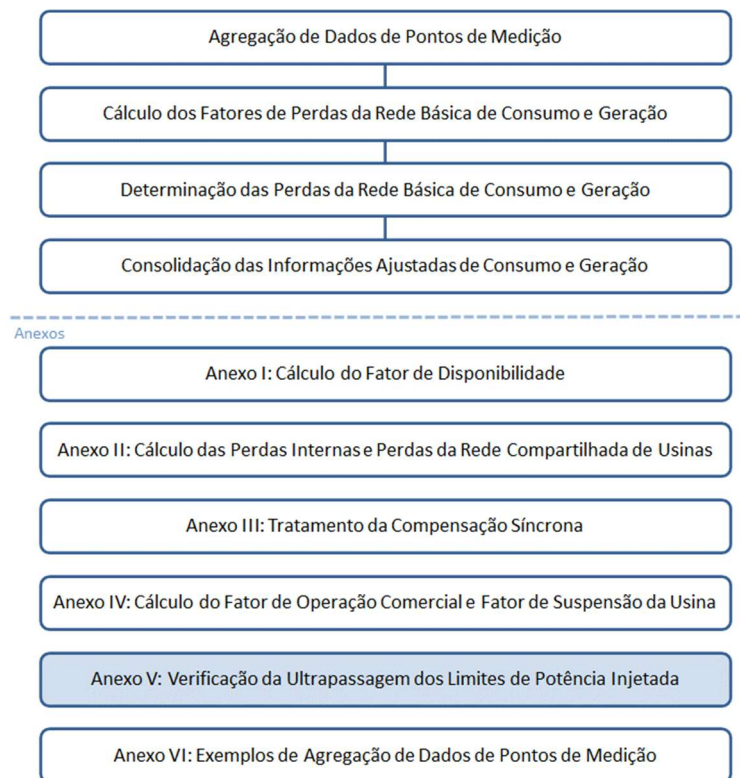 Agregação de Dados de Pontos de Medição
Cálculo dos Fatores de Perdas da Rede Básica de Consumo e Geração
Determinação das Perdas da Rede Básica de Consumo e Geração
Consolidação das Informações Ajustadas de Consumo e Geração
Anexos
Anexo I: Cálculo do Fator de Disponibilidade
Anexo II: Cálculo das Perdas Internas e Perdas da Rede Compartilhada de Usinas
Anexo III: Tratamento da Compensação Síncrona
Anexo IV: Cálculo do Fator de Operação Comercial e Fator de Suspensão da Usina
Anexo V: Verificação da Ultrapassagem dos Limites de Potência Injetada
Anexo VI: Exemplos de Agregação de Dados de Pontos de Medição